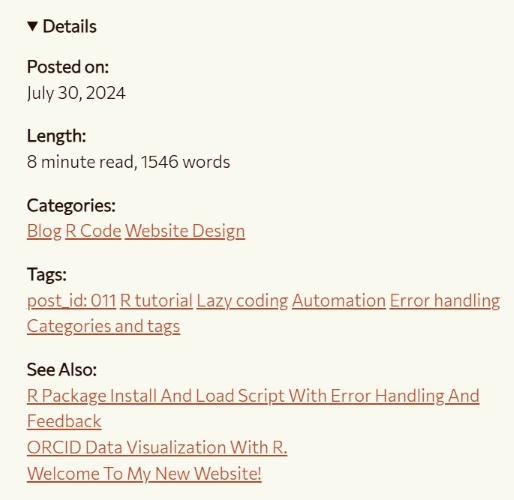 ▼ Details
Posted on:
July 30, 2024
Length:
8 minute read, 1546 words
Categories:
Blog R Code Website Design
Tags:
post_id: 011 R tutorial Lazy coding Automation Error handling
Categories and tags
See Also:
R Package Install And Load Script With Error Handling And
Feedback
ORCID Data Visualization With R.
Welcome To My New Website!